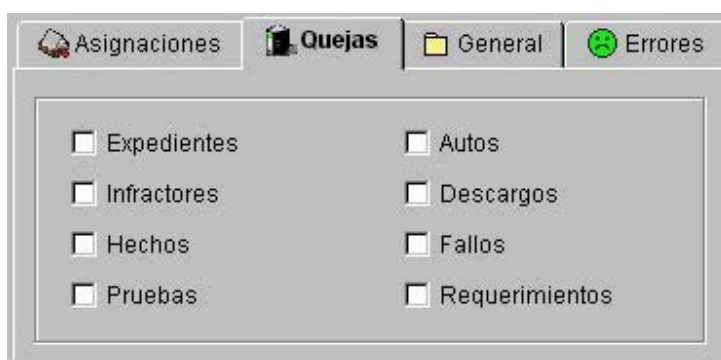 Asignaciones Quejas General Errores
Expedientes Autos
Infractores Descargos
Hechos Fallos
Pruebas Requerimientos